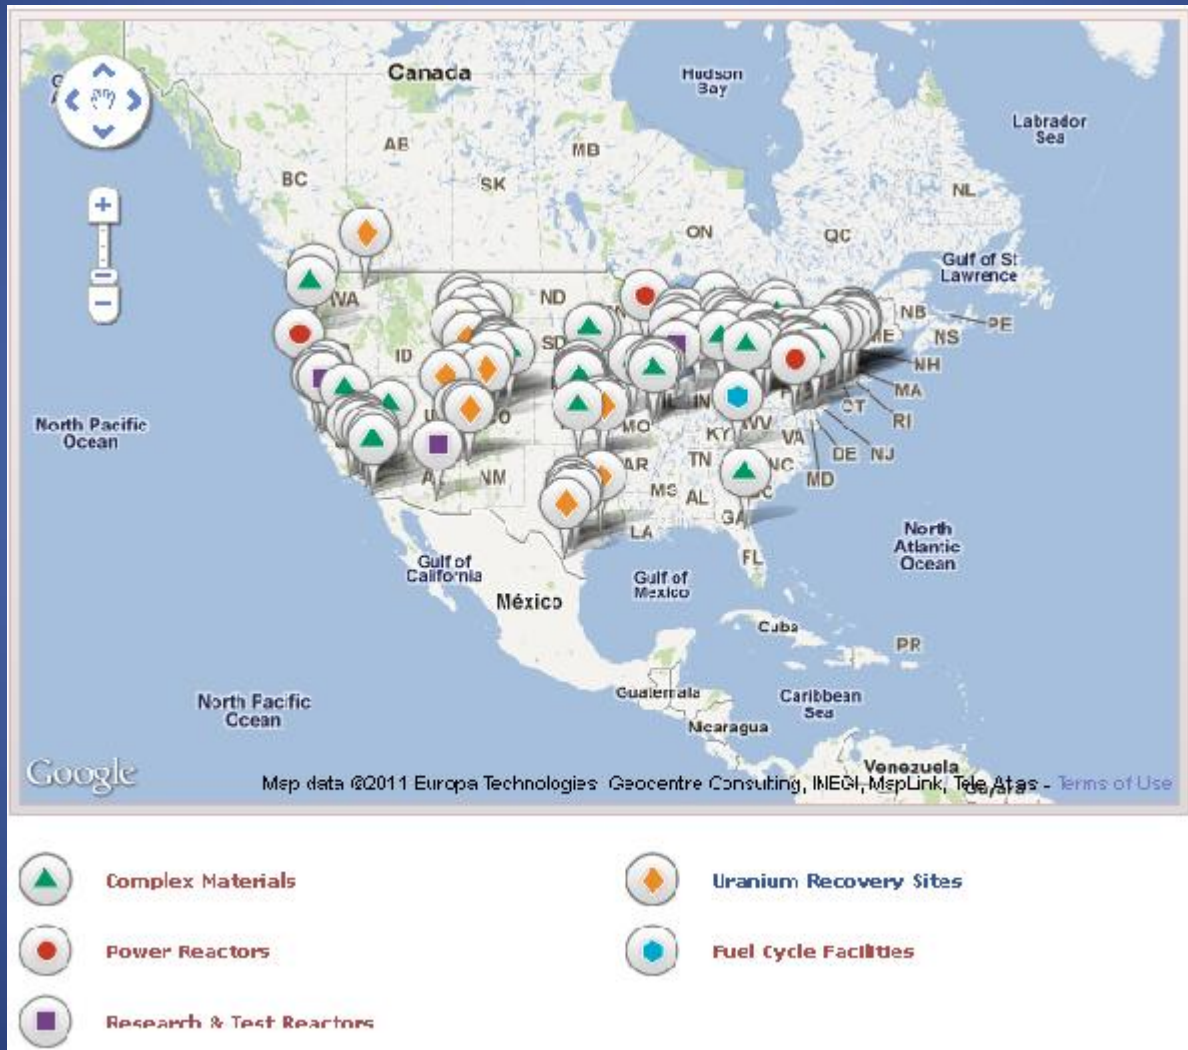 Canada
Hudson
Bay
Labrador
Sea
AB
MB
BC
SK
NL
ON
QC
Gulf of St
Lawrence
WA
ND
NB
PE
ME
NS
ID
SD
NH
MA
CT
RI
IN
MO
KY
WV
VA
DE
NJ
MD
North Pacific
Ocean
NM
AR
TN
NC
MS
AL
GA
LA
FL
North
Atlantic
Ocean
Gulf of
California
Gulf of
Mexico
México
Cuba
PR
Guatemala
Caribbean
Sea
Nicaragua
North Pacific
Ocean
Venezuela
Google
Map data ©2011 Europa Technologies, Geocentre Consulting, INEGI, MapLink, Tele Atlas - Terms of Use
Complex Materials
Uranium Recovery Sites
Power Reactors
Fuel Cycle Facilities
Research & Test Reactors